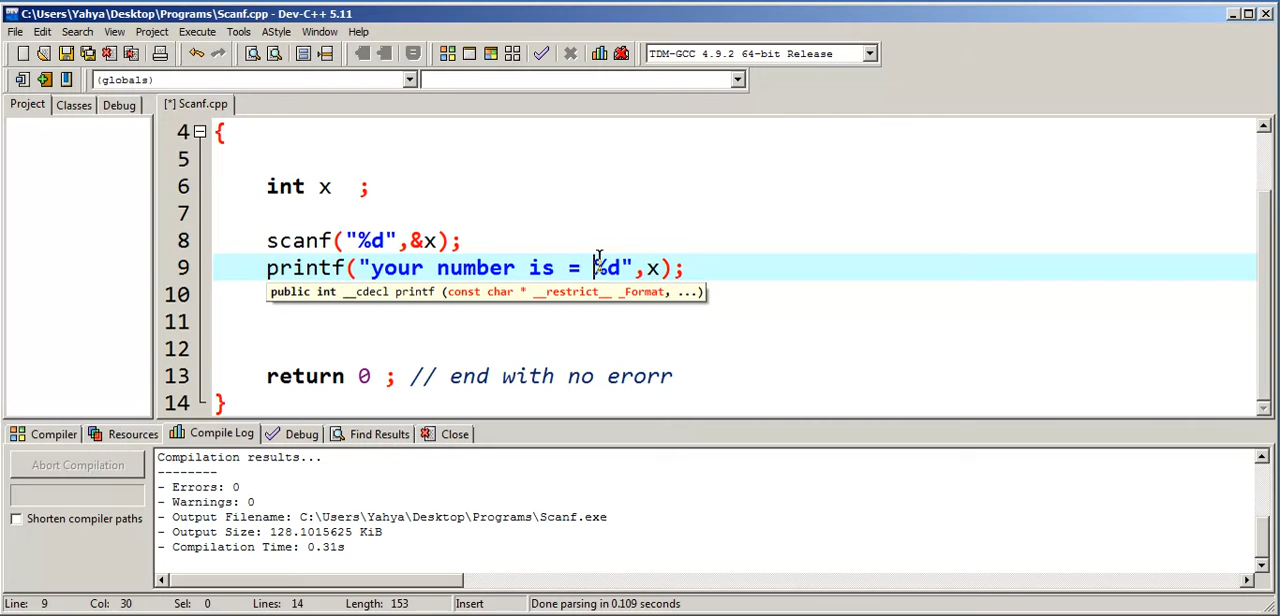 C:\Users\Yahya\Desktop\Programs\Scanf.cpp - Dev-C++ 5.11
File Edit Search View Project Execute Tools AStyle Window Help
TDM-GCC 4.9.2 64-bit Release
(globals)
Project Classes Debug [*] Scanf.cpp
4 {
5
6 int x  ;
7
8 scanf("%d",&x);
9 printf("your number is = %d",x);
public int __cdecl printf (const char * __restrict__ _Format, ...)
10
11
12
13 return 0 ; // end with no erorr
14 }
Compiler Resources Compile Log Debug Find Results Close
Abort Compilation
Shorten compiler paths
Compilation results...
--------
- Errors: 0
- Warnings: 0
- Output Filename: C:\Users\Yahya\Desktop\Programs\Scanf.exe
- Output Size: 128.1015625 KiB
- Compilation Time: 0.31s
Line: 9 Col: 30 Sel: 0 Lines: 14 Length: 153 Insert Done parsing in 0.109 seconds